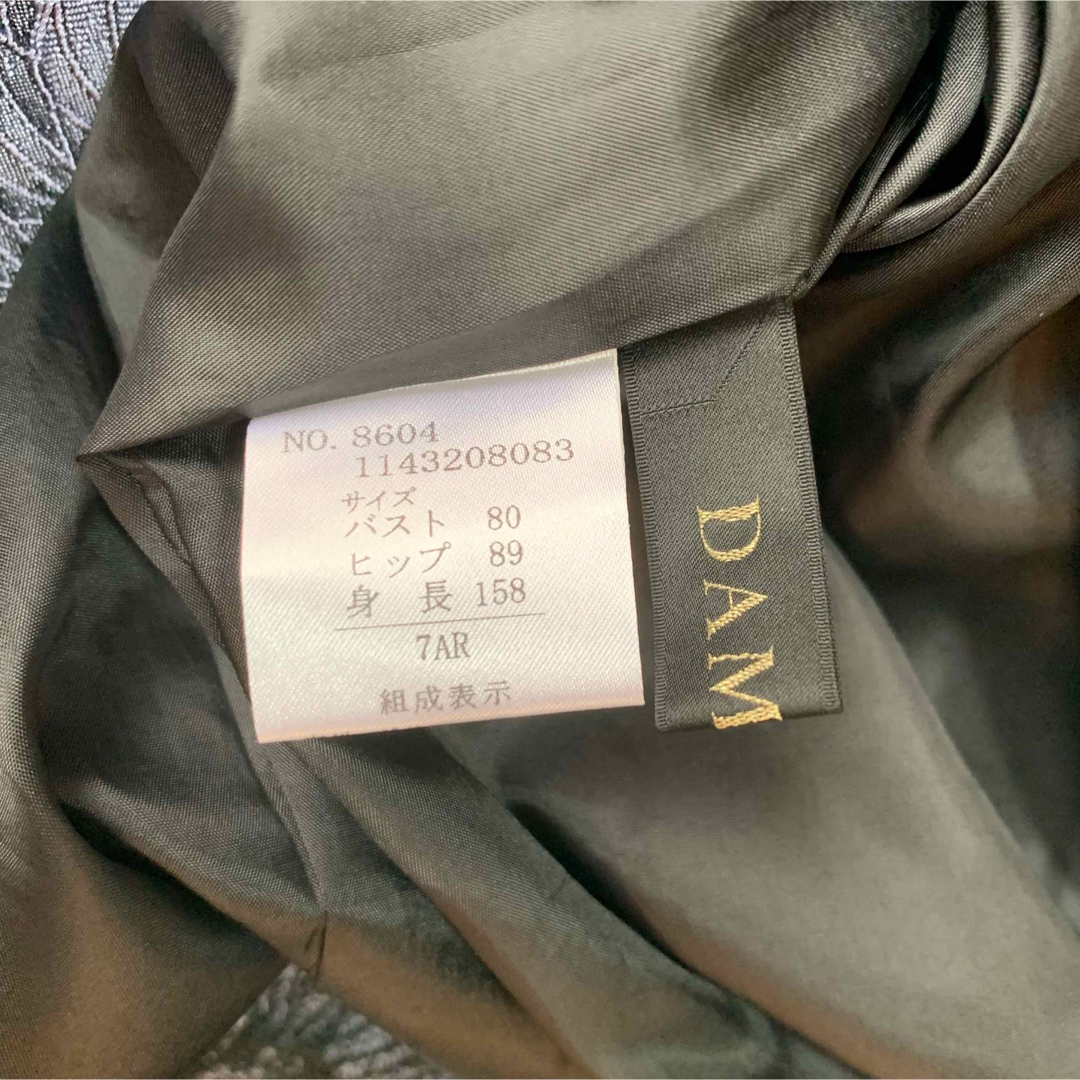 NO. 8604
1143208083
サイズ
バスト 80
ヒップ 89
身長 158
7AR
組成表示
DAM